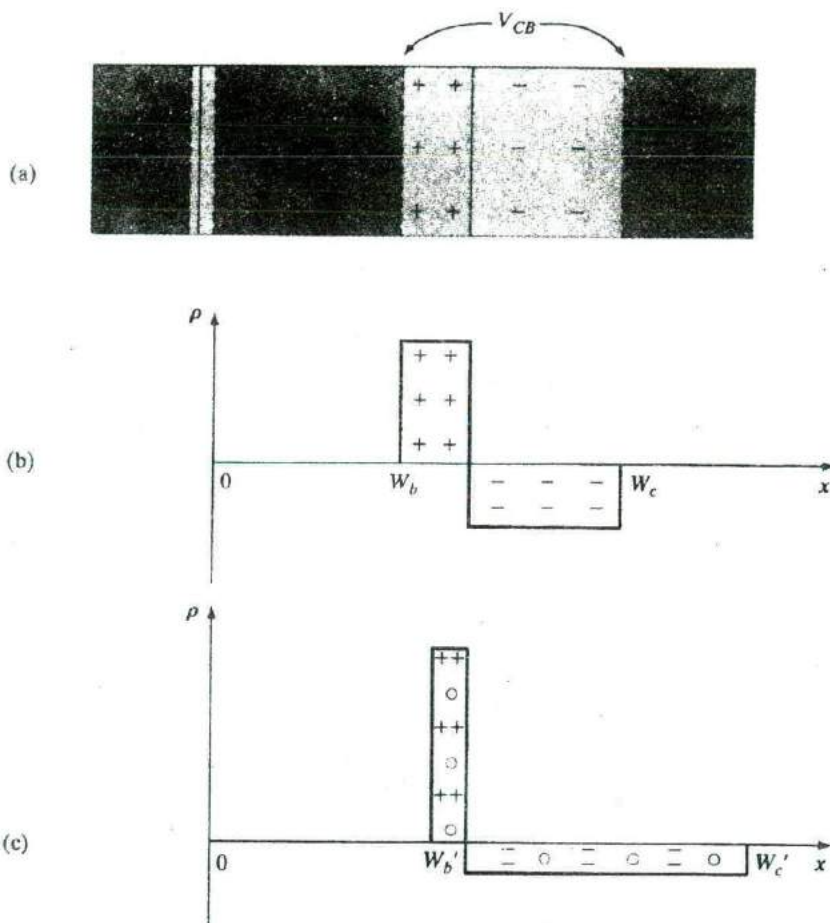 V_CB
+ + − −
(a) + + − −
+ + − −
ρ
+ +
+ +
+ +
(b)
0 W_b W_c x
− − −
− − −
ρ
++
○
++
○
++
○
(c)
0 W_b' W_c' x
= ○ = ○ = ○